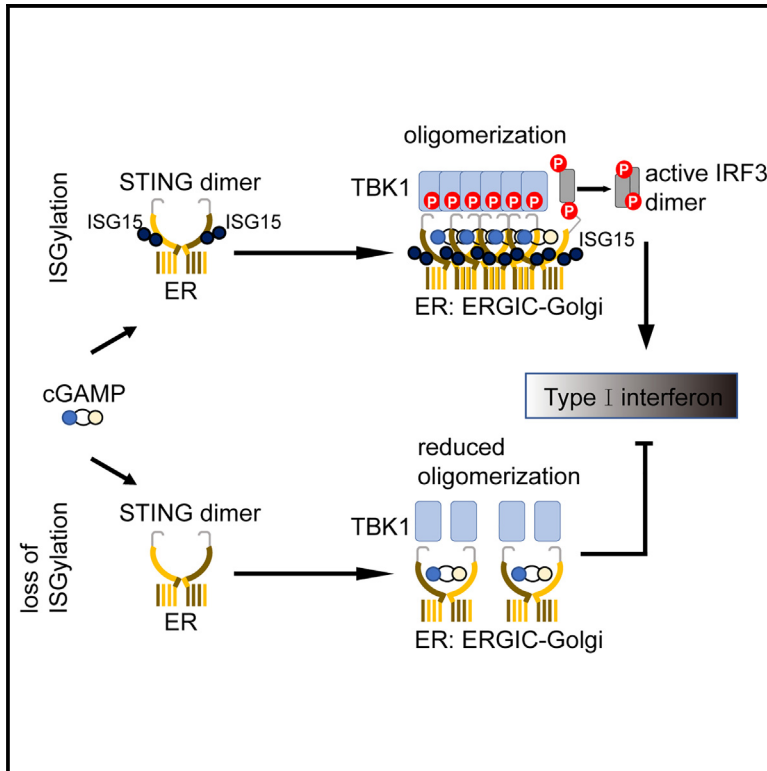 oligomerization
TBK1
P P P P P P
P
P
P
P
active IRF3
dimer
ISGylation
STING dimer
ISG15
ISG15
ER
ISG15
ER: ERGIC-Golgi
cGAMP
Type I interferon
loss of
ISGylation
STING dimer
ER
reduced
oligomerization
TBK1
ER: ERGIC-Golgi